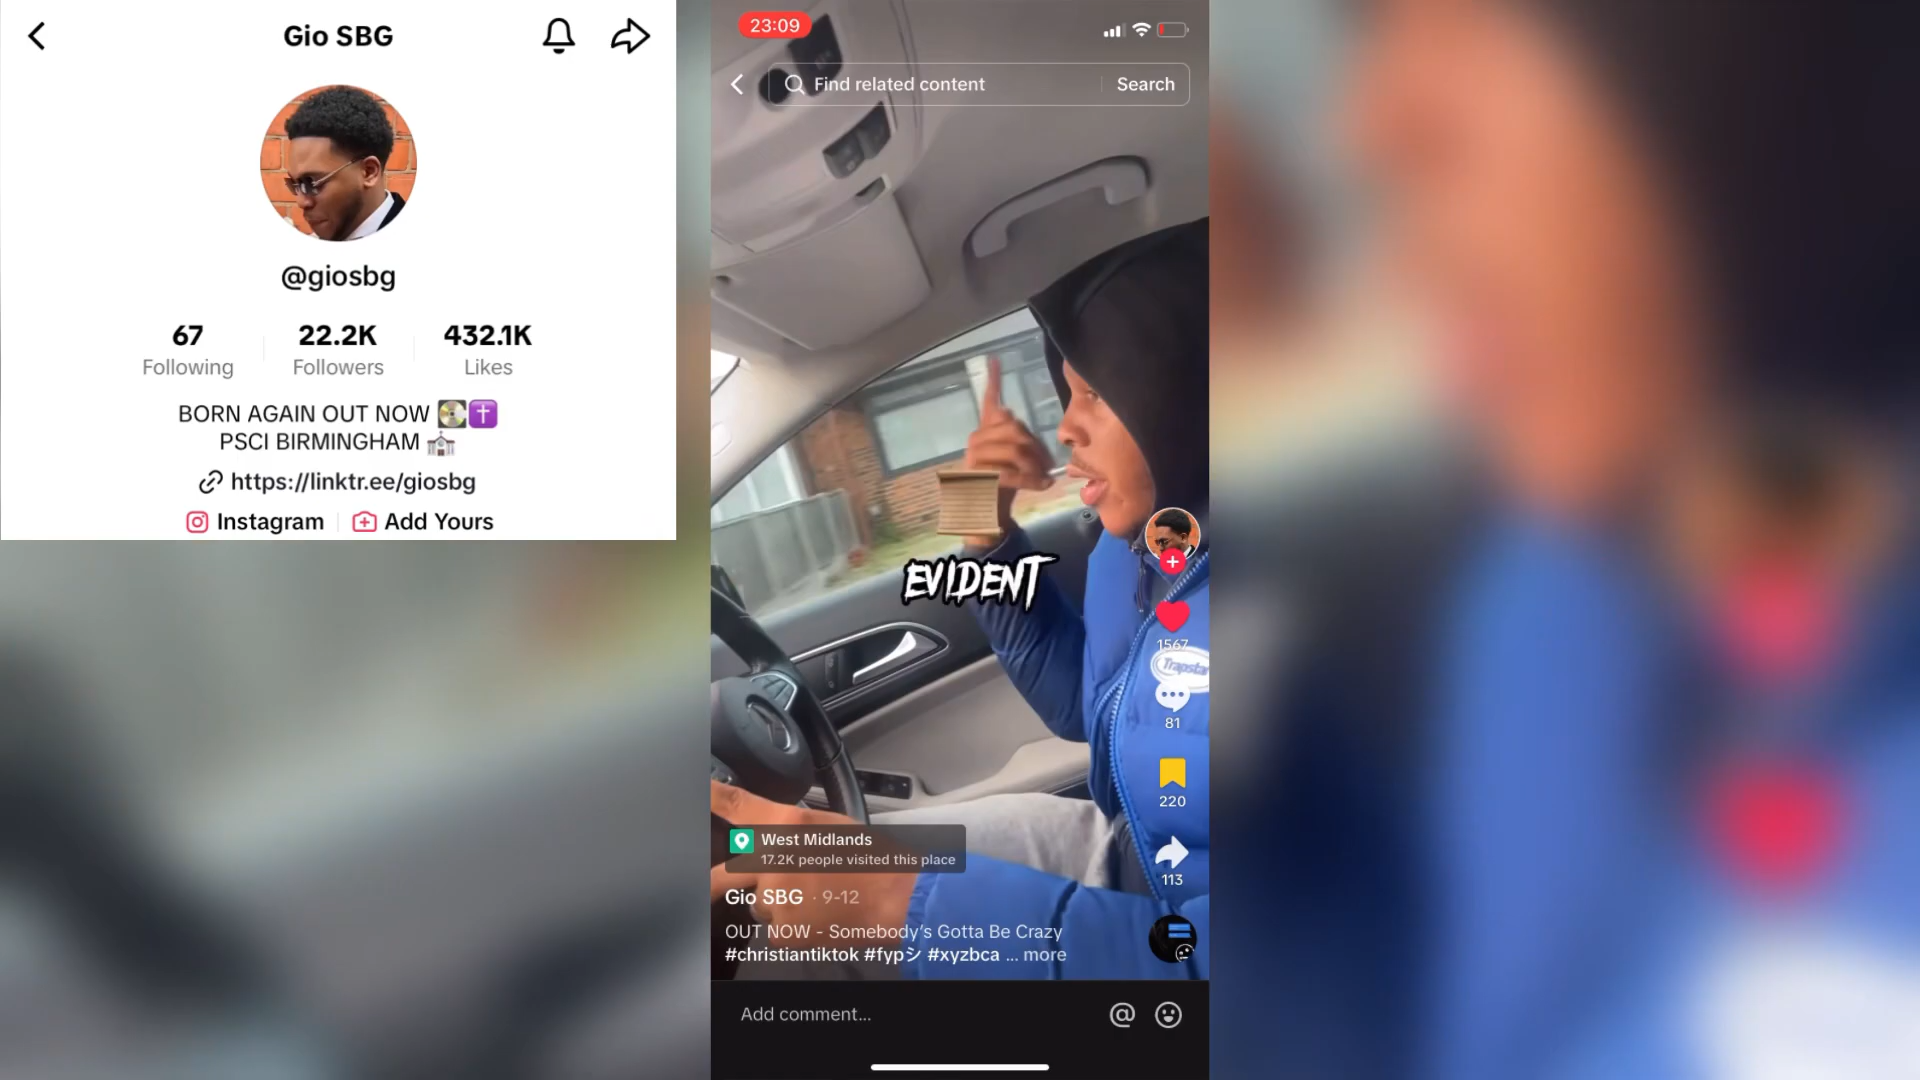 Gio SBG
@giosbg
67
Following
22.2K
Followers
432.1K
Likes
BORN AGAIN OUT NOW
PSCI BIRMINGHAM
https://linktr.ee/giosbg
Instagram
Add Yours
23:09
Find related content
Search
EVIDENT
1567
Trapstar
81
220
113
West Midlands
17.2K people visited this place
Gio SBG · 9-12
OUT NOW - Somebody's Gotta Be Crazy
#christiantiktok #fypシ #xyzbca ... more
Add comment...
@